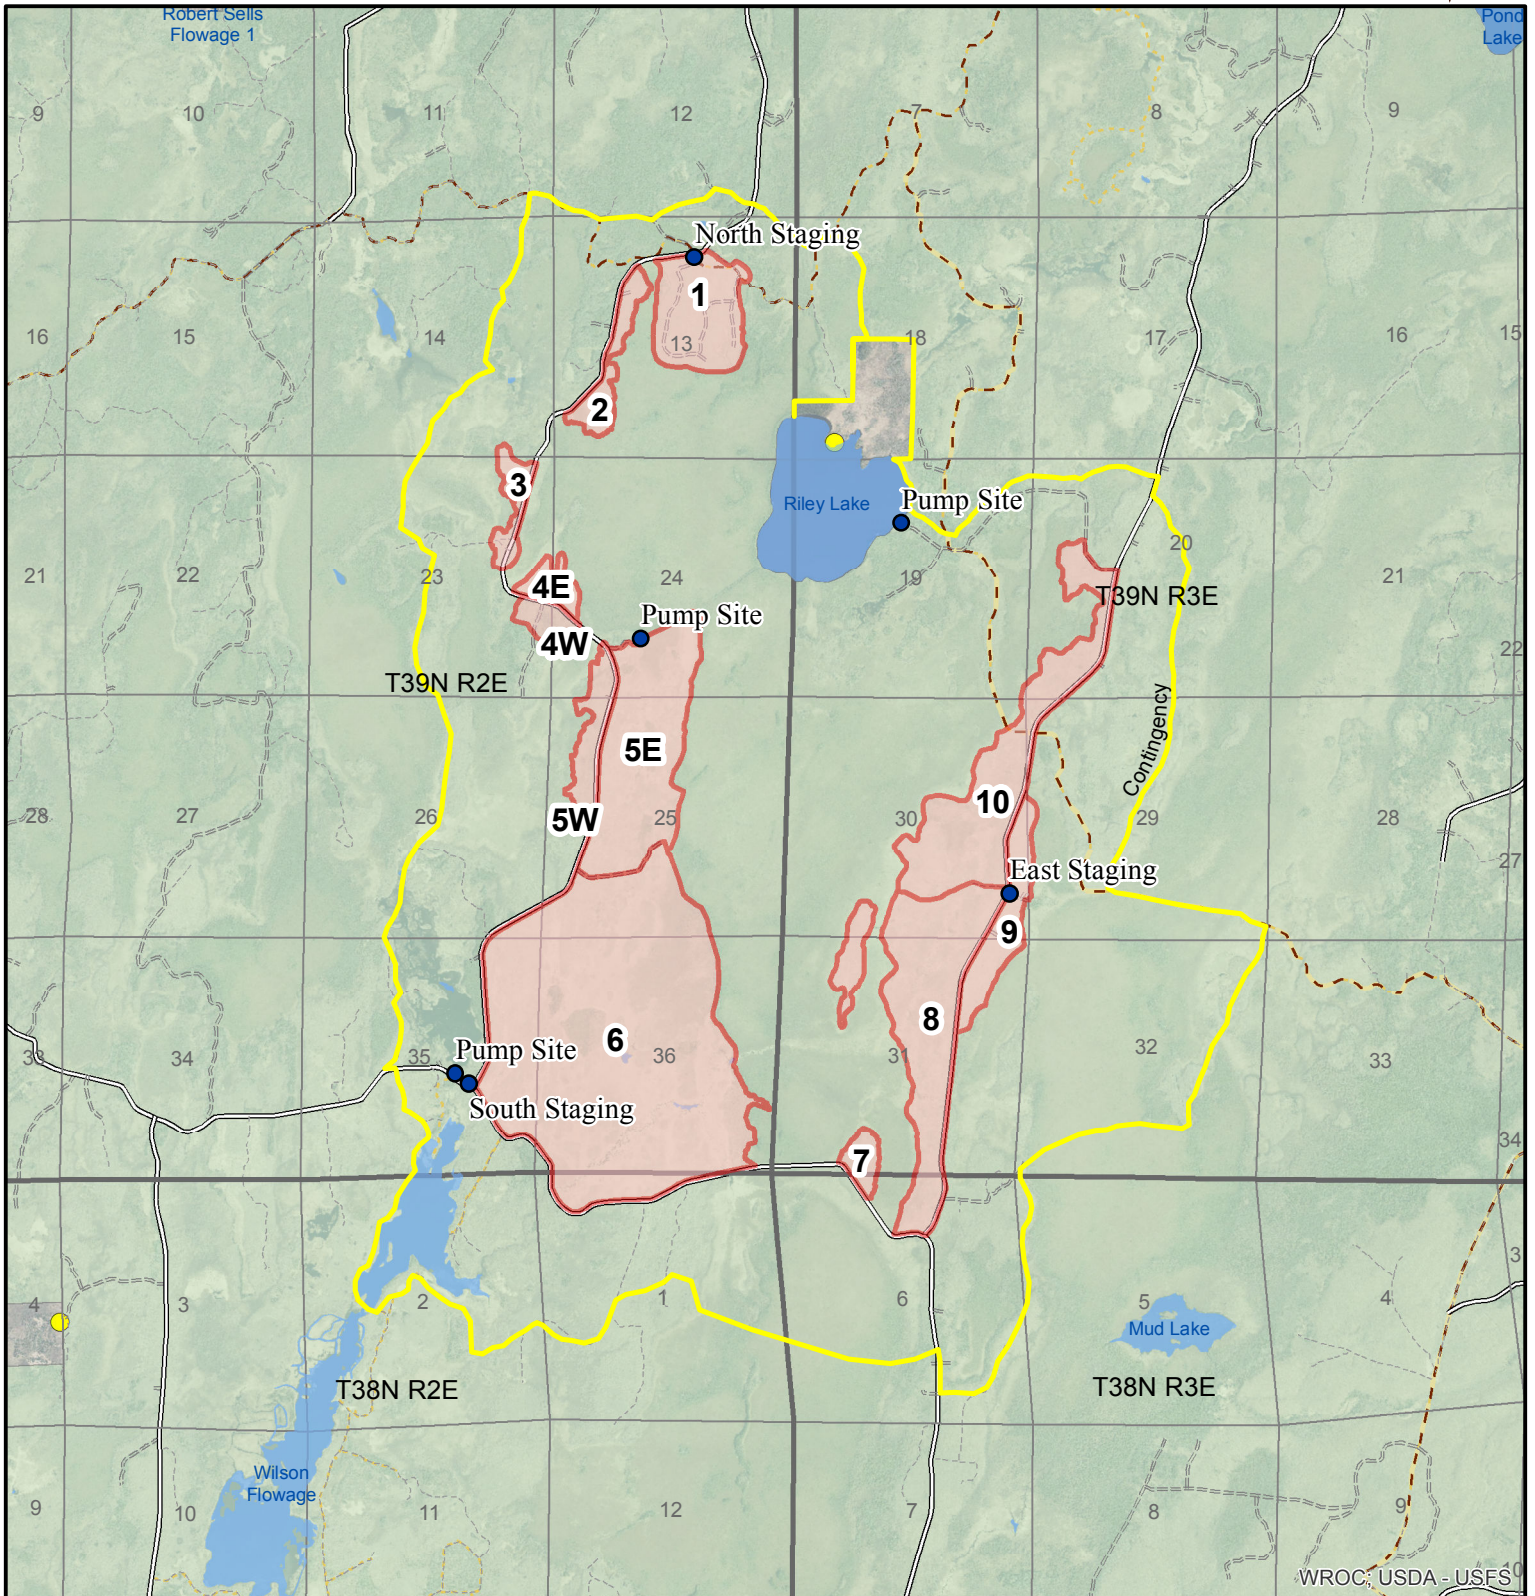 Robert Sells
Flowage 1
Pond
Lake
9
10
11
12
7
8
9
North Staging
1
16
15
14
13
18
17
16
15
2
3
Riley Lake
Pump Site
21
22
23
4E
24
19
20
21
T39N R3E
Pump Site
4W
22
T39N R2E
5E
Contingency
10
28
27
26
5W
25
30
29
28
27
East Staging
9
8
33
34
35
Pump Site
6
36
31
32
33
South Staging
34
7
4
3
2
1
6
5
4
3
Mud Lake
T38N R2E
T38N R3E
Wilson
Flowage
9
10
11
12
7
8
9
10
WROC; USDA - USFS